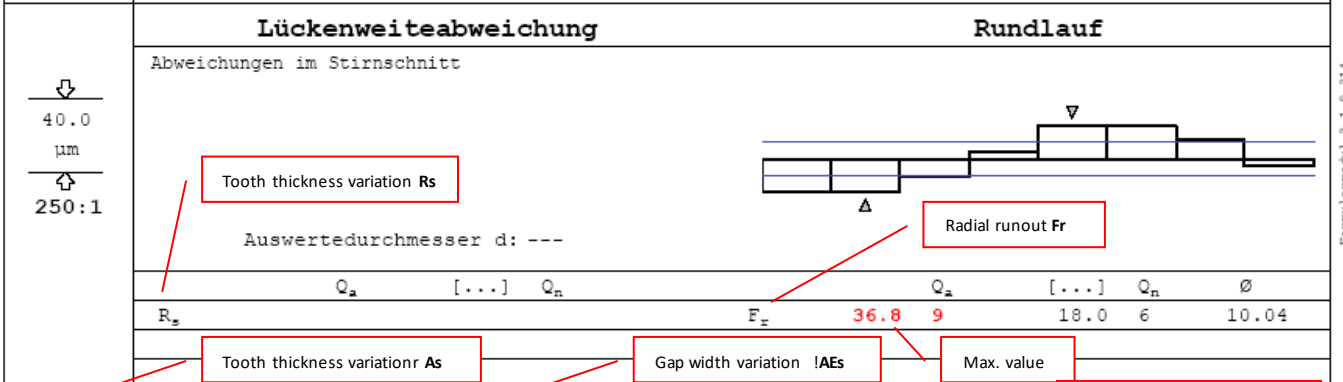 Lückenweiteabweichung Rundlauf
Abweichungen im Stirnschnitt
40.0
µm
250:1
Tooth thickness variation Rs
Radial runout Fr
Auswertedurchmesser d: ---
Qa [...] Qn Qa [...] Qn Ø
Rs Fr 36.8 9 18.0 6 10.04
Tooth thickness variationr As Gap width variation !AEs Max. value